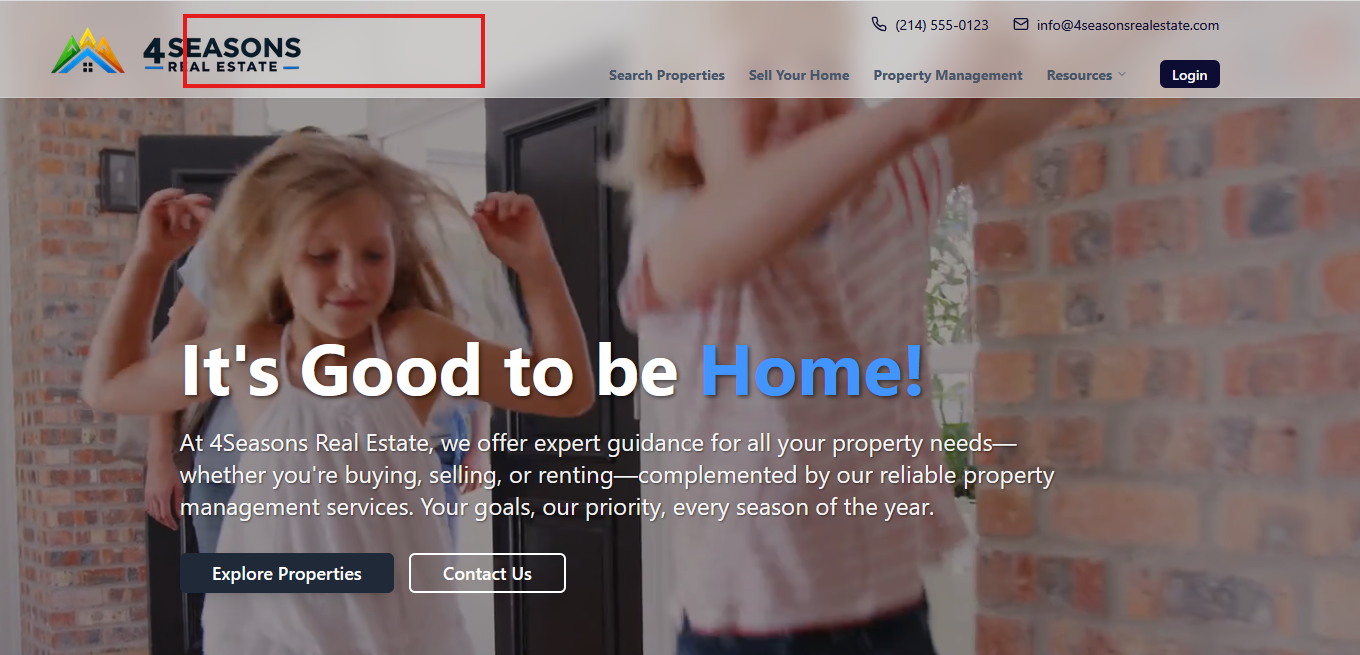 (214) 555-0123 info@4seasonsrealestate.com
4SEASONS
REAL ESTATE
Search Properties Sell Your Home Property Management Resources Login
It's Good to be Home!
At 4Seasons Real Estate, we offer expert guidance for all your property needs—
whether you're buying, selling, or renting—complemented by our reliable property
management services. Your goals, our priority, every season of the year.
Explore Properties Contact Us